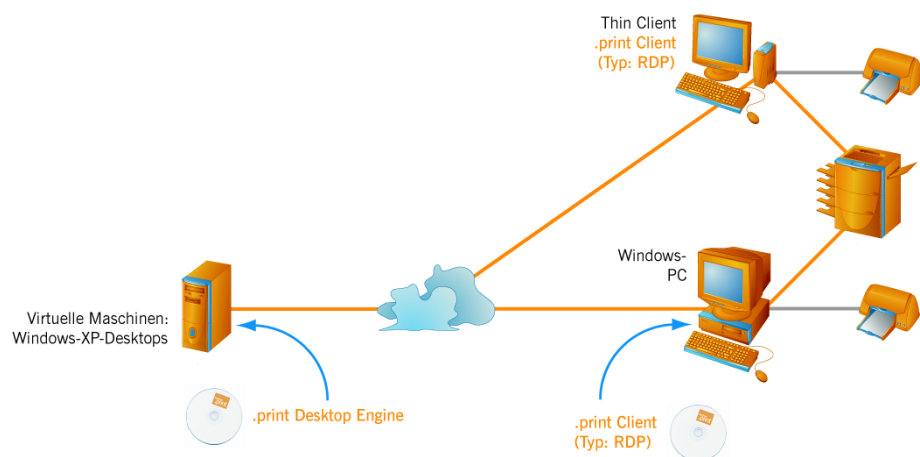 Thin Client
.print Client
(Typ: RDP)
Windows-
PC
Virtuelle Maschinen:
Windows-XP-Desktops
.print Desktop Engine
.print Client
(Typ: RDP)